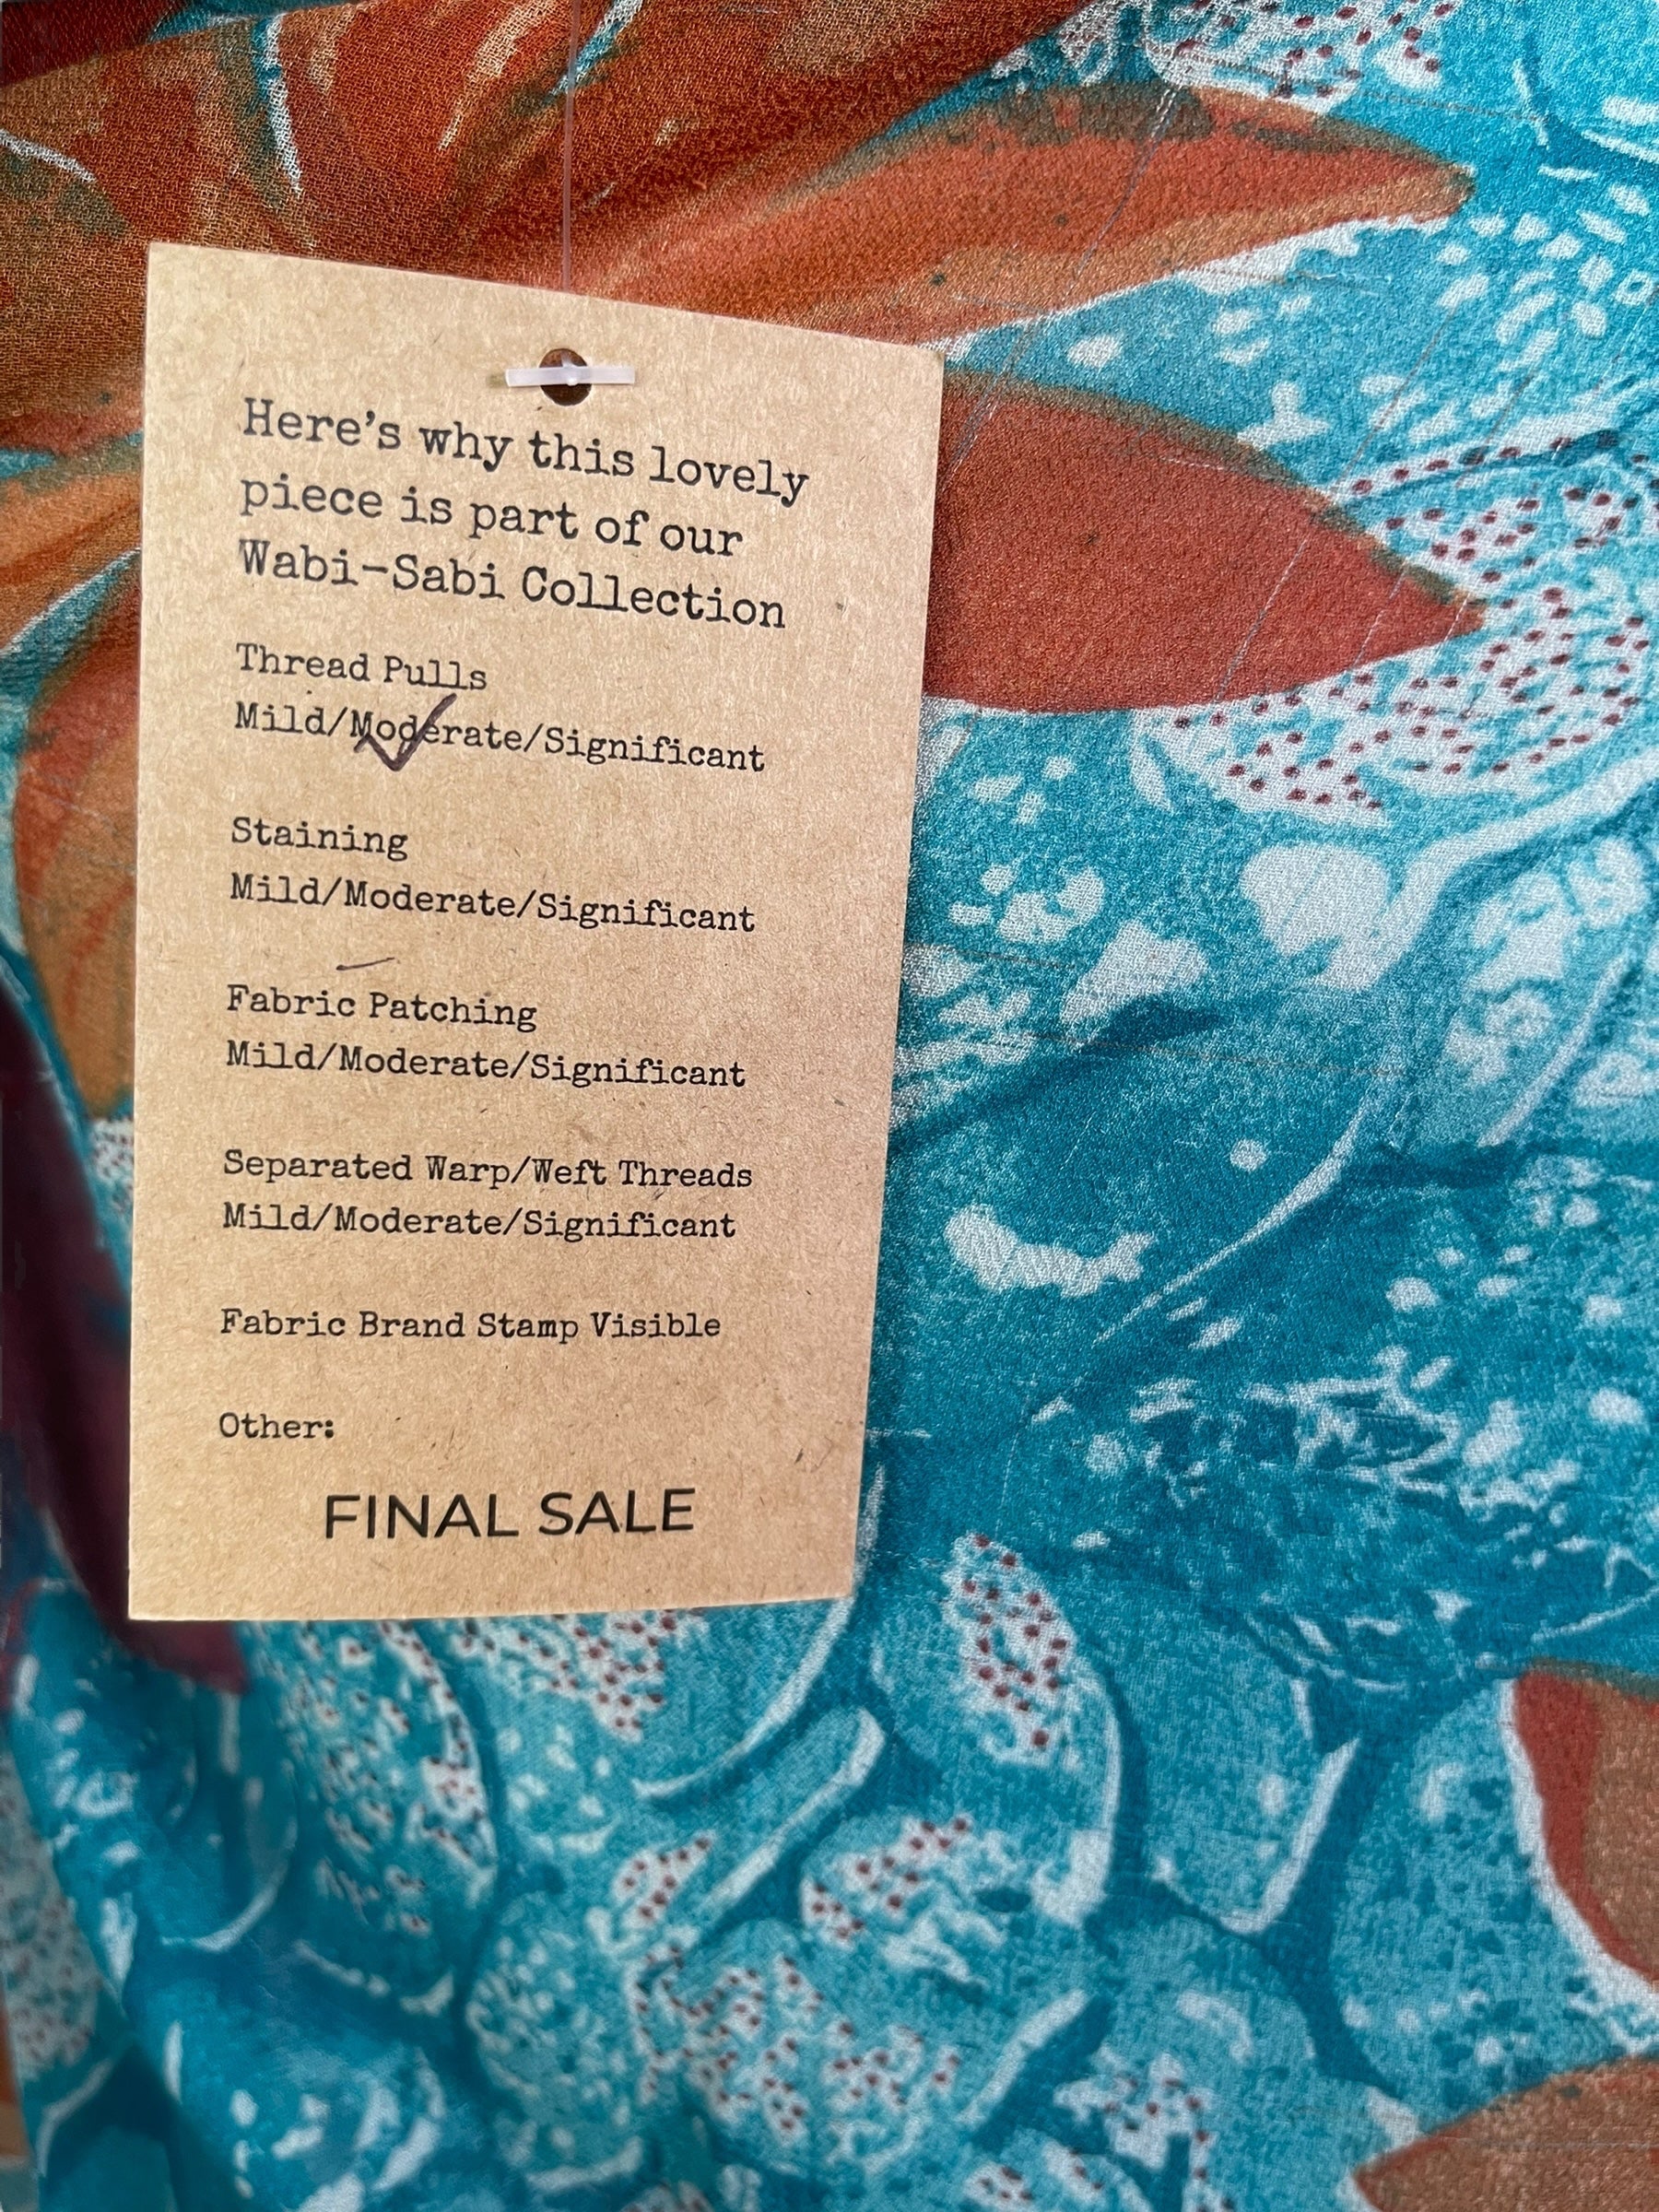 Here's why this lovely
piece is part of our
Wabi-Sabi Collection
Thread Pulls
Mild/Moderate/Significant
Staining
Mild/Moderate/Significant
Fabric Patching
Mild/Moderate/Significant
Separated Warp/Weft Threads
Mild/Moderate/Significant
Fabric Brand Stamp Visible
Other:
FINAL SALE